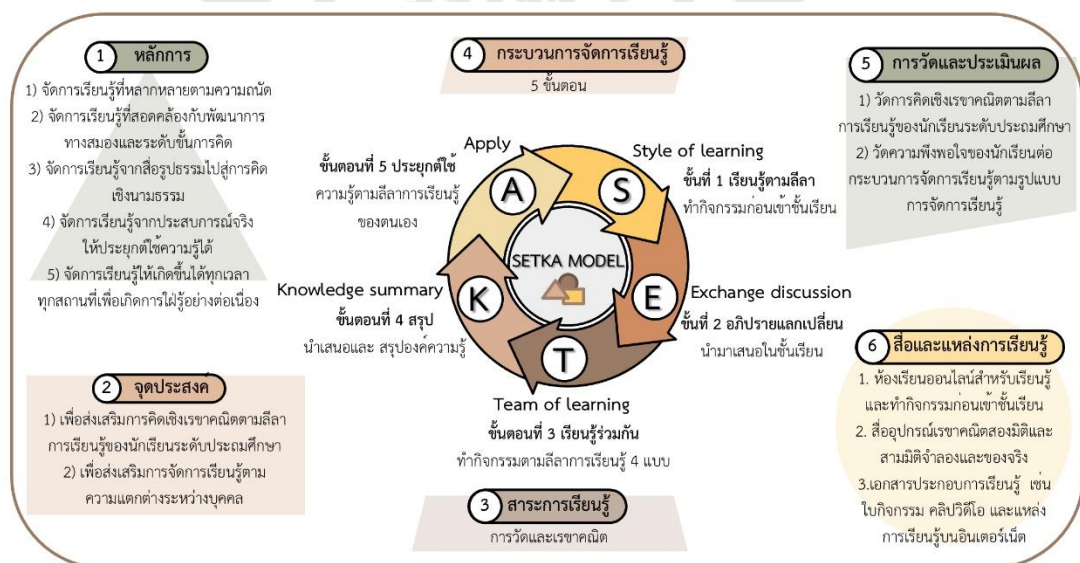 1 หลักการ
1) จัดการเรียนรู้ที่หลากหลายตามความถนัด
2) จัดการเรียนรู้ที่สอดคล้องกับพัฒนาการ
ทางสมองและระดับขั้นการคิด
3) จัดการเรียนรู้จากสื่อรูปธรรมไปสู่การคิด
เชิงนามธรรม
4) จัดการเรียนรู้จากประสบการณ์จริง
ให้ประยุกต์ใช้ความรู้ได้
5) จัดการเรียนรู้ให้เกิดขึ้นได้ทุกเวลา
ทุกสถานที่เพื่อเกิดการใฝ่รู้อย่างต่อเนื่อง
2 จุดประสงค์
1) เพื่อส่งเสริมการคิดเชิงเรขาคณิตตามลีลา
การเรียนรู้ของนักเรียนระดับประถมศึกษา
2) เพื่อส่งเสริมการจัดการเรียนรู้ตาม
ความแตกต่างระหว่างบุคคล
4 กระบวนการจัดการเรียนรู้
5 ขั้นตอน
Apply
ขั้นตอนที่ 5 ประยุกต์ใช้
ความรู้ตามลีลาการเรียนรู้
ของตนเอง
Style of learning
ขั้นที่ 1 เรียนรู้ตามลีลา
ทำกิจกรรมก่อนเข้าชั้นเรียน
A
S
SETKA MODEL
K
E
T
Knowledge summary
ขั้นตอนที่ 4 สรุป
นำเสนอและ สรุปองค์ความรู้
Exchange discussion
ขั้นที่ 2 อภิปรายแลกเปลี่ยน
นำมาเสนอในชั้นเรียน
Team of learning
ขั้นตอนที่ 3 เรียนรู้ร่วมกัน
ทำกิจกรรมตามลีลาการเรียนรู้ 4 แบบ
3 สาระการเรียนรู้
การวัดและเรขาคณิต
5 การวัดและประเมินผล
1) วัดการคิดเชิงเรขาคณิตตามลีลา
การเรียนรู้ของนักเรียนระดับประถมศึกษา
2) วัดความพึงพอใจของนักเรียนต่อ
กระบวนการจัดการเรียนรู้ตามรูปแบบ
การจัดการเรียนรู้
6 สื่อและแหล่งการเรียนรู้
1. ห้องเรียนออนไลน์สำหรับเรียนรู้
และทำกิจกรรมก่อนเข้าชั้นเรียน
2. สื่ออุปกรณ์เรขาคณิตสองมิติและ
สามมิติจำลองและของจริง
3.เอกสารประกอบการเรียนรู้ เช่น
ใบกิจกรรม คลิปวิดีโอ และแหล่ง
การเรียนรู้บนอินเตอร์เน็ต